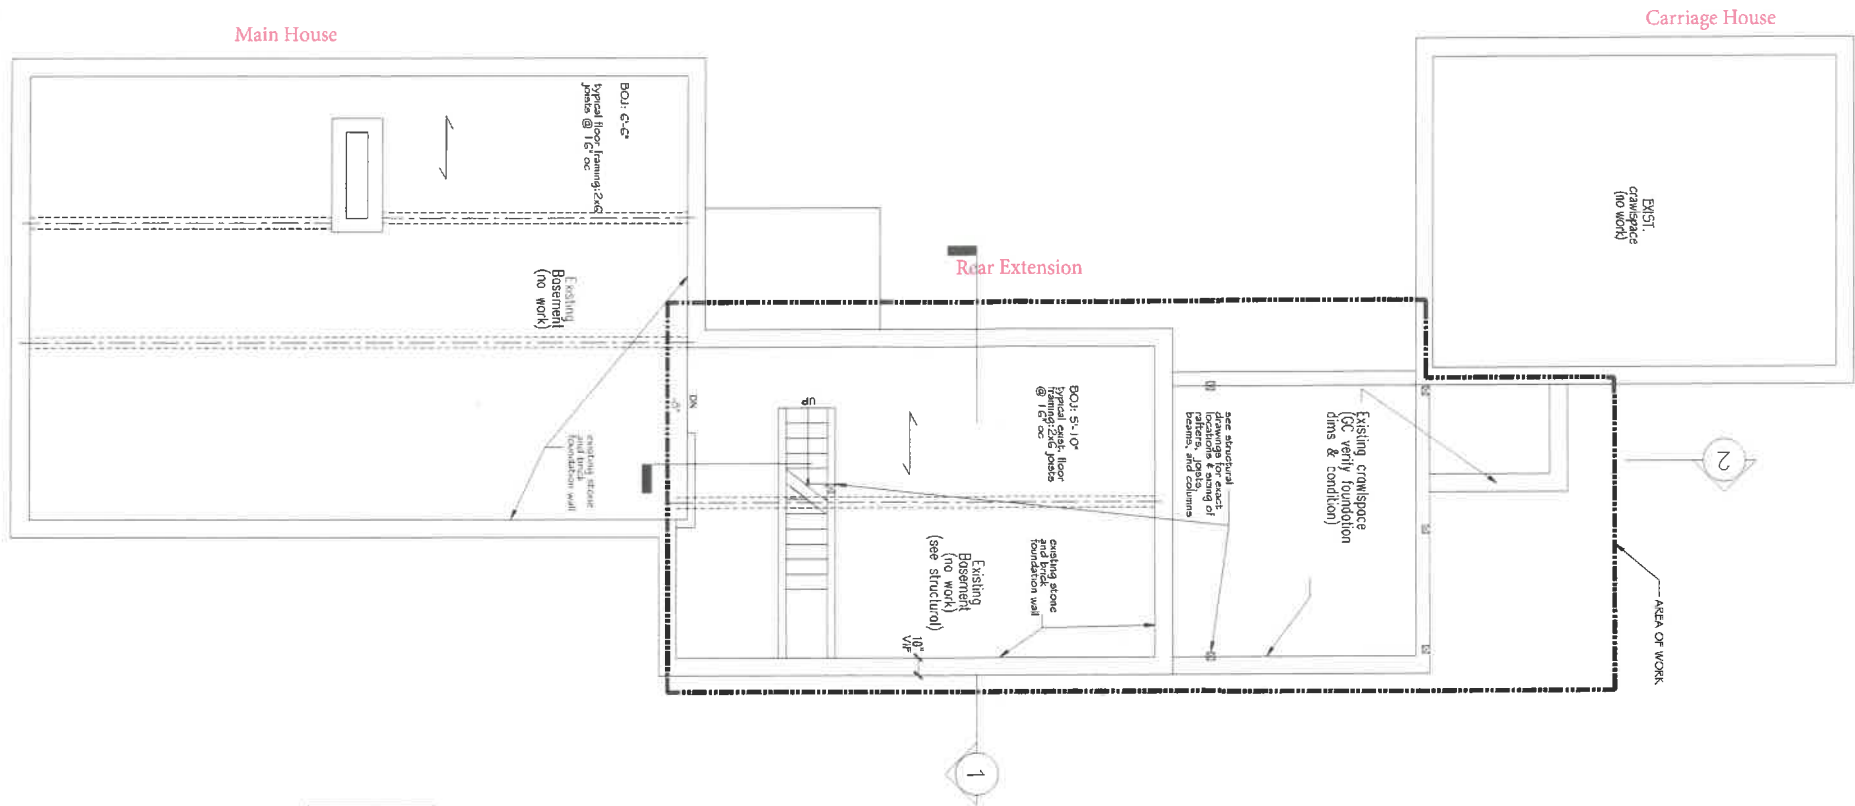 Main House
Carriage House
Rear Extension
BOJ: 6'-6"
typical floor framing: 2x6
joists @ 16" oc
Existing
Basement
(no work)
existing stone
and brick
foundation wall
DN
-8"
UP
BOJ: 5'-10"
typical exist. floor
framing: 2x6 joists
@ 16" oc
Existing
Basement
(no work)
(see structural)
existing stone
and brick
foundation wall
10"
VIF
see structural
drawings for exact
locations & sizing of
rafters, joists,
beams, and columns
Existing crawlspace
(GC verify foundation
dims & condition)
EXIST.
crawlspace
(no work)
AREA OF WORK
1
2